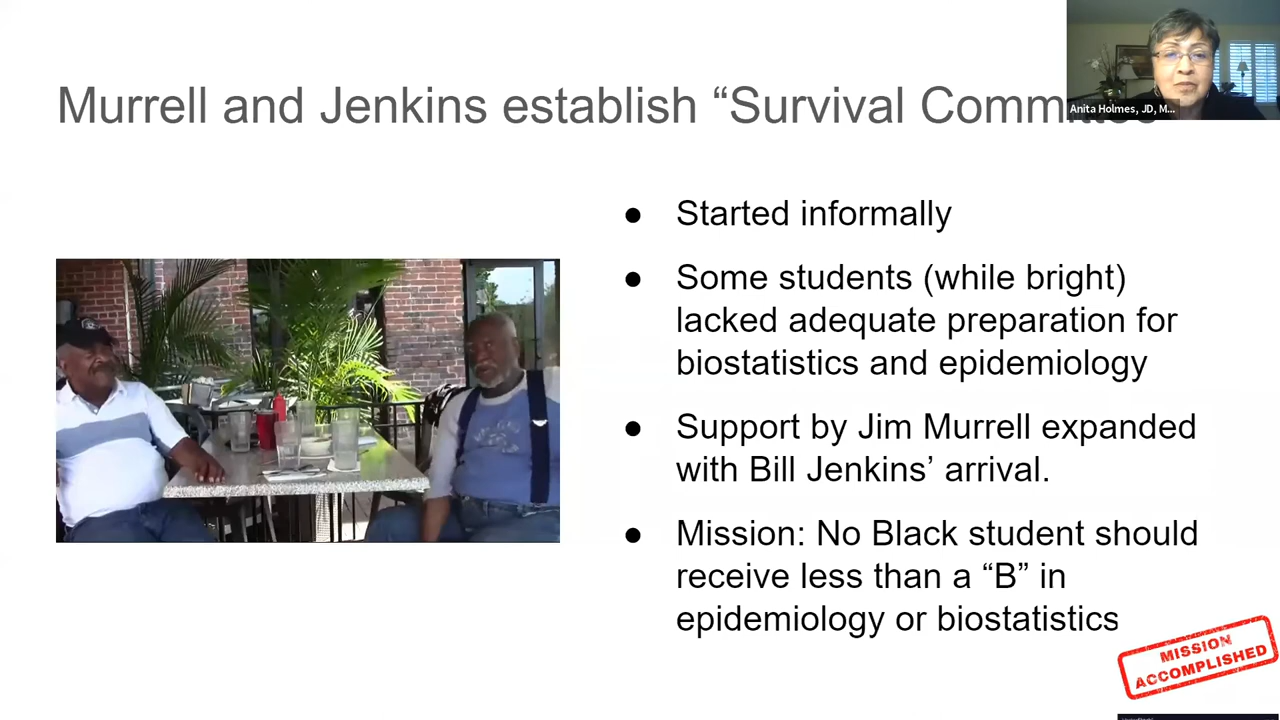 Murrell and Jenkins establish “Survival Comm
Anita Holmes, JD, M...
● Started informally
● Some students (while bright)
lacked adequate preparation for
biostatistics and epidemiology
● Support by Jim Murrell expanded
with Bill Jenkins’ arrival.
● Mission: No Black student should
receive less than a “B” in
epidemiology or biostatistics
MISSION
ACCOMPLISHED